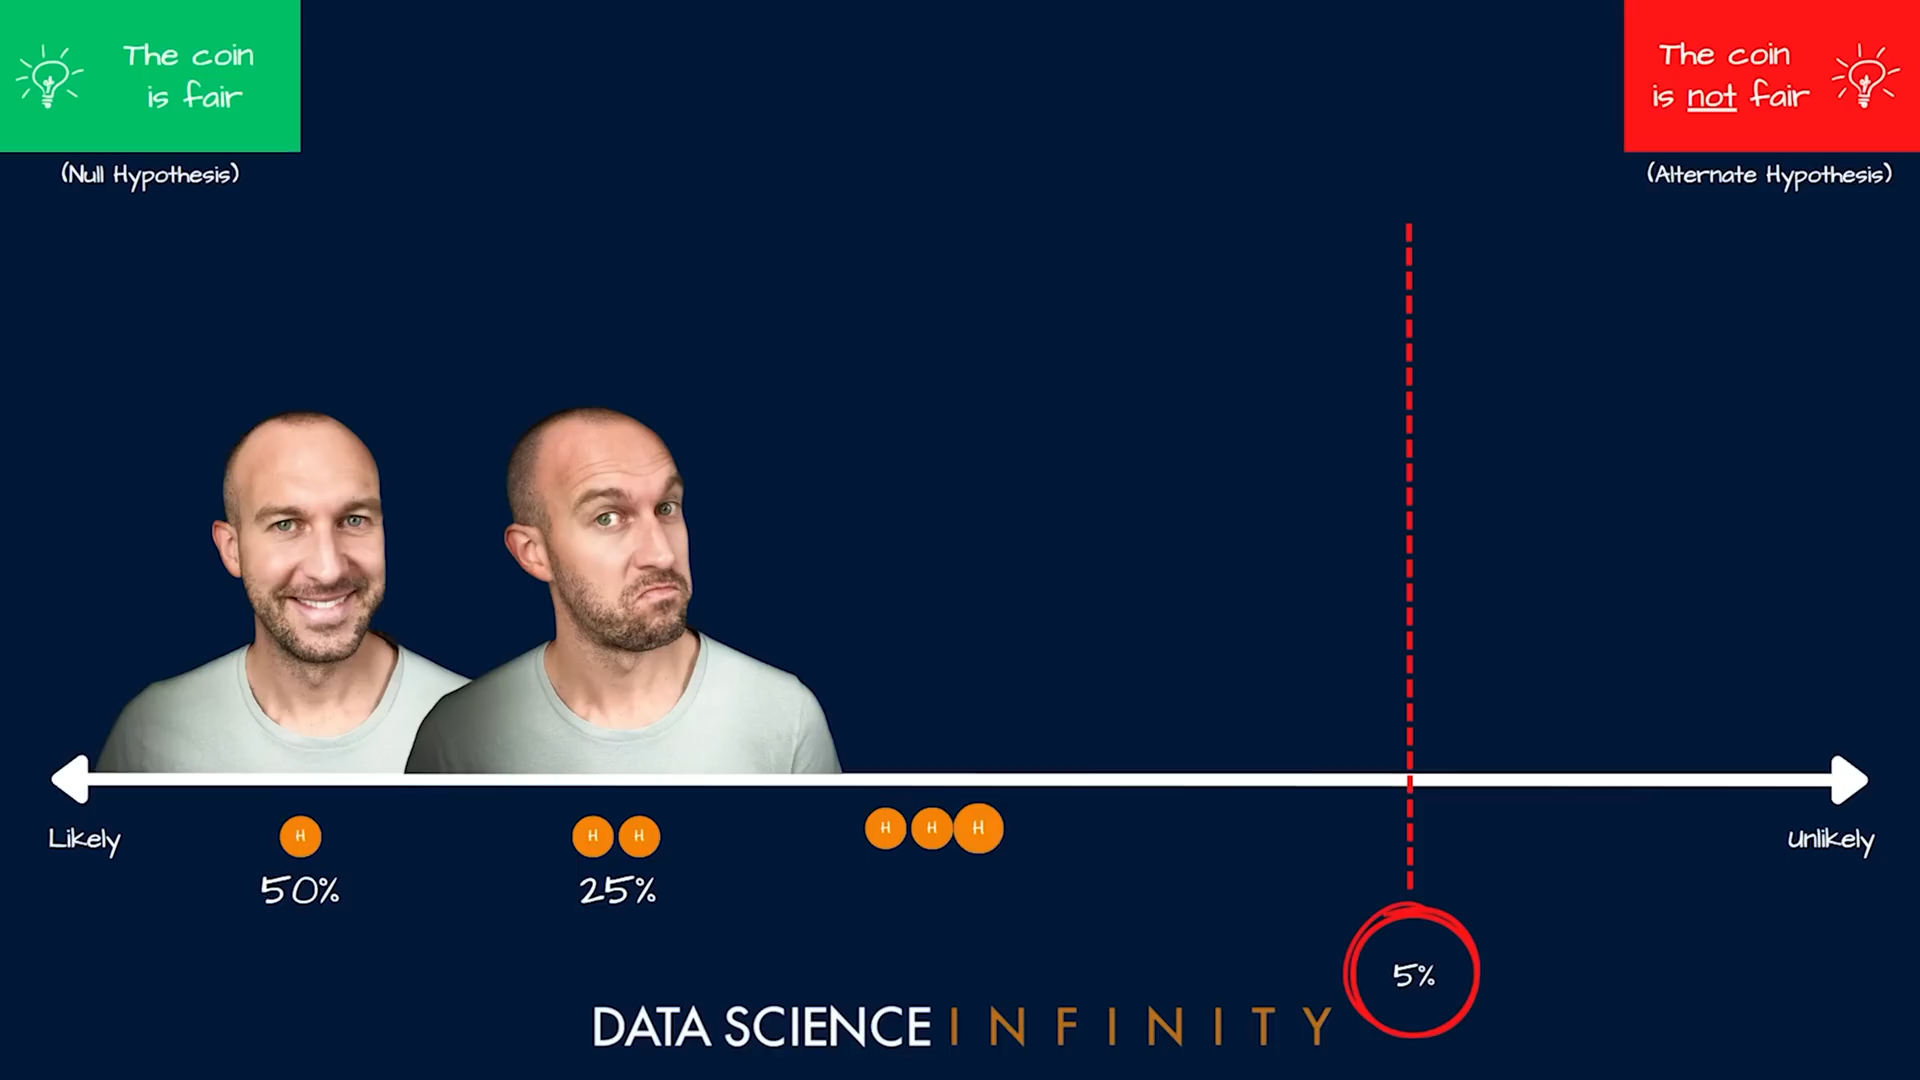 The coin
is fair
(Null Hypothesis)
The coin
is not fair
(Alternate Hypothesis)
Likely
H
50%
H H
25%
H H H
Unlikely
5%
DATA SCIENCE INFINITY